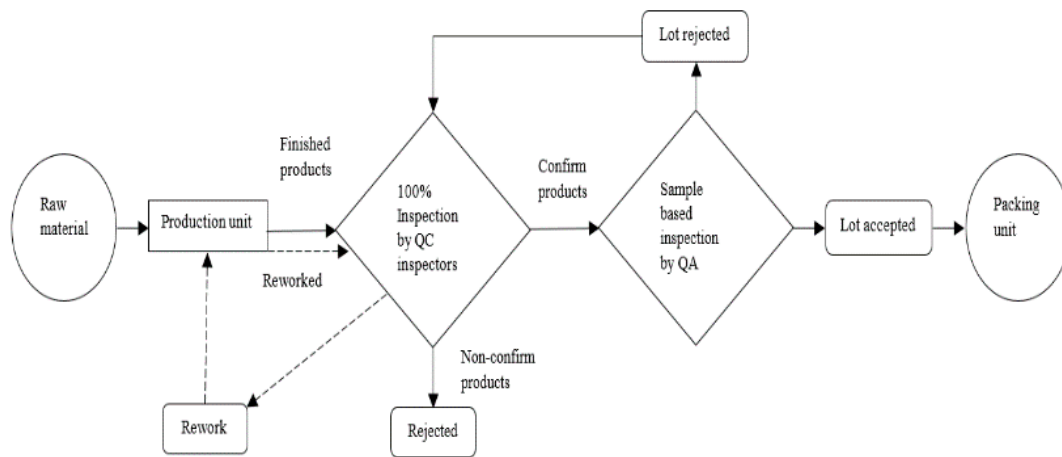 Lot rejected
Finished
products
Confirm
products
Raw
material
Production unit
100%
Inspection
by QC
inspectors
Sample
based
inspection
by QA
Lot accepted
Packing
unit
Reworked
Non-confirm
products
Rework
Rejected